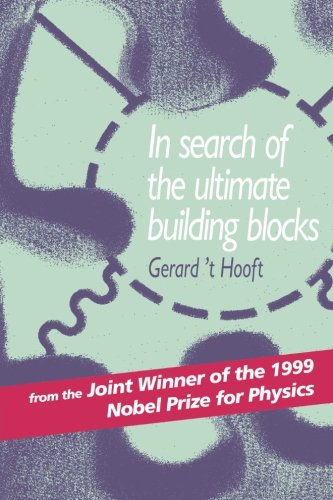 In search of
the ultimate
building blocks
Gerard 't Hooft
from the Joint Winner of the 1999
Nobel Prize for Physics